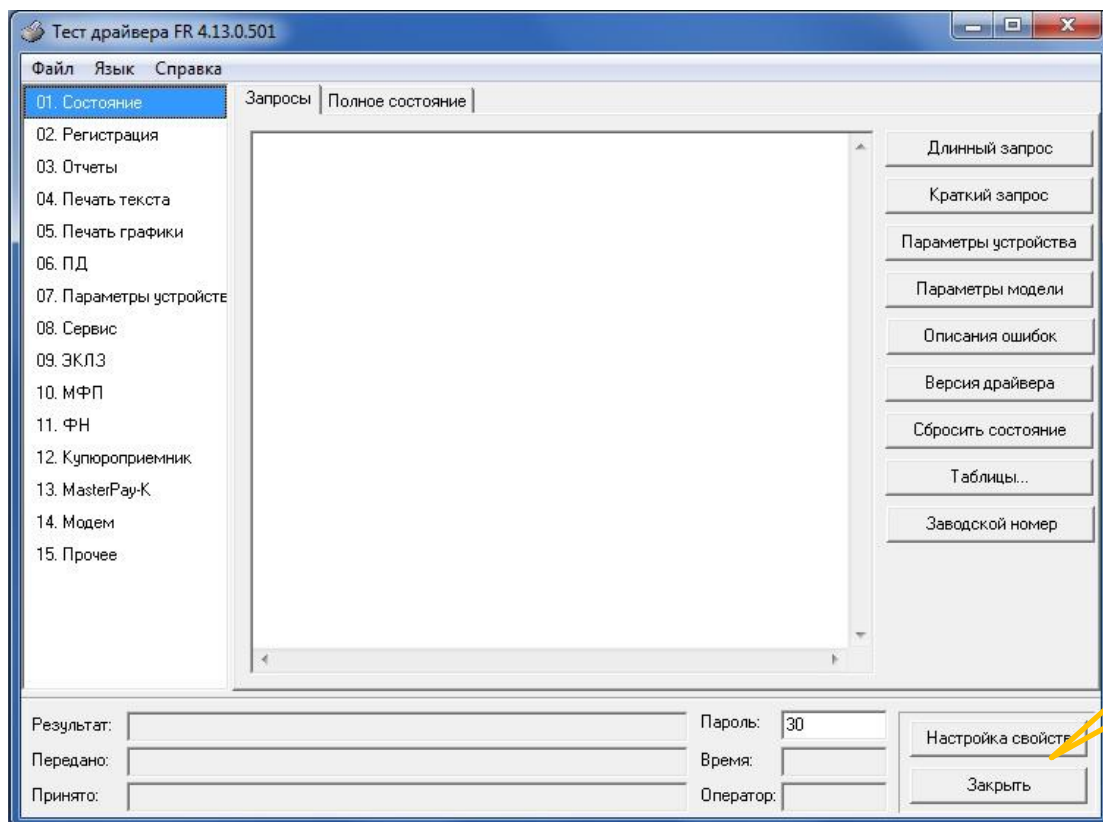 Тест драйвера FR 4.13.0.501
Файл Язык Справка
01. Состояние
02. Регистрация
03. Отчеты
04. Печать текста
05. Печать графики
06. ПД
07. Параметры устройств
08. Сервис
09. ЭКЛЗ
10. МФП
11. ФН
12. Купюроприемник
13. MasterPay-K
14. Модем
15. Прочее
Запросы Полное состояние
Длинный запрос
Краткий запрос
Параметры устройства
Параметры модели
Описания ошибок
Версия драйвера
Сбросить состояние
Таблицы...
Заводской номер
Результат:
Передано:
Принято:
Пароль: 30
Время:
Оператор:
Настройка свойств
Закрыть